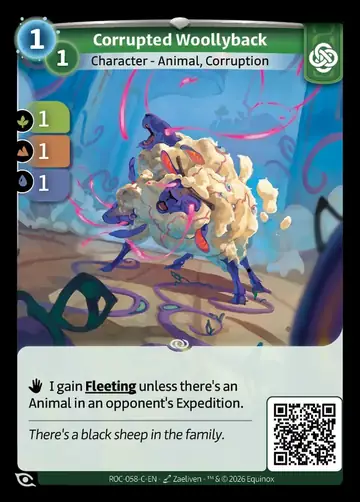 1
1
Corrupted Woollyback
Character - Animal, Corruption
1
1
1
I gain Fleeting unless there's an
Animal in an opponent's Expedition.
There's a black sheep in the family.
ROC-058-C-EN - Zaeliven - ™ & © 2026 Equinox